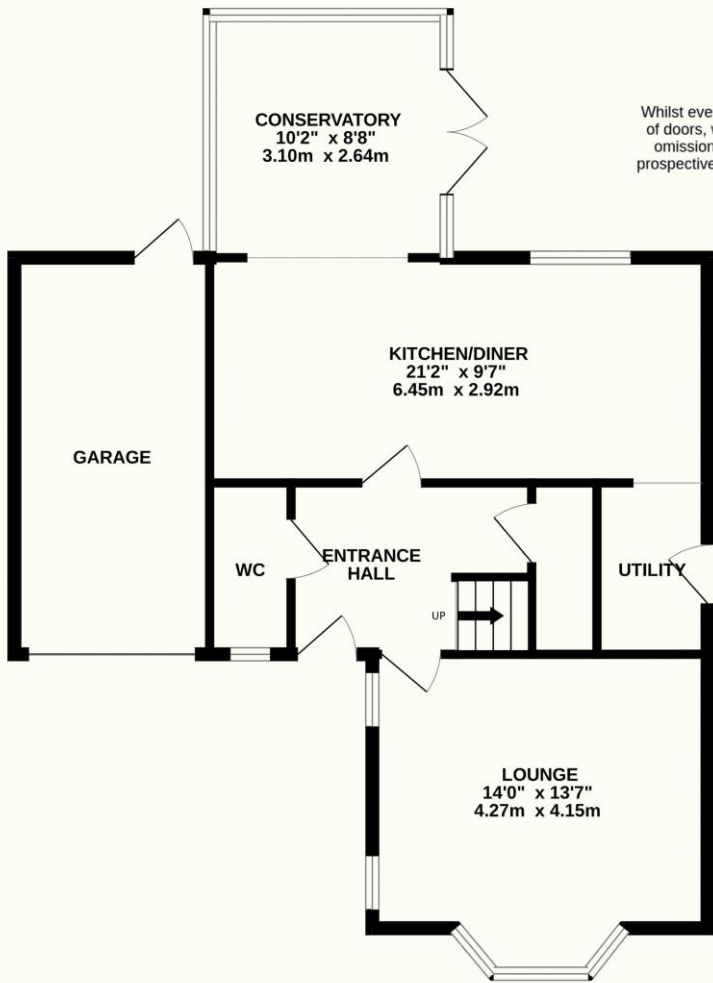 CONSERVATORY
10'2" x 8'8"
3.10m x 2.64m
Whilst eve
of doors, 
omission
prospective
KITCHEN/DINER
21'2" x 9'7"
6.45m x 2.92m
GARAGE
WC
ENTRANCE
HALL
UTILITY
UP
LOUNGE
14'0" x 13'7"
4.27m x 4.15m